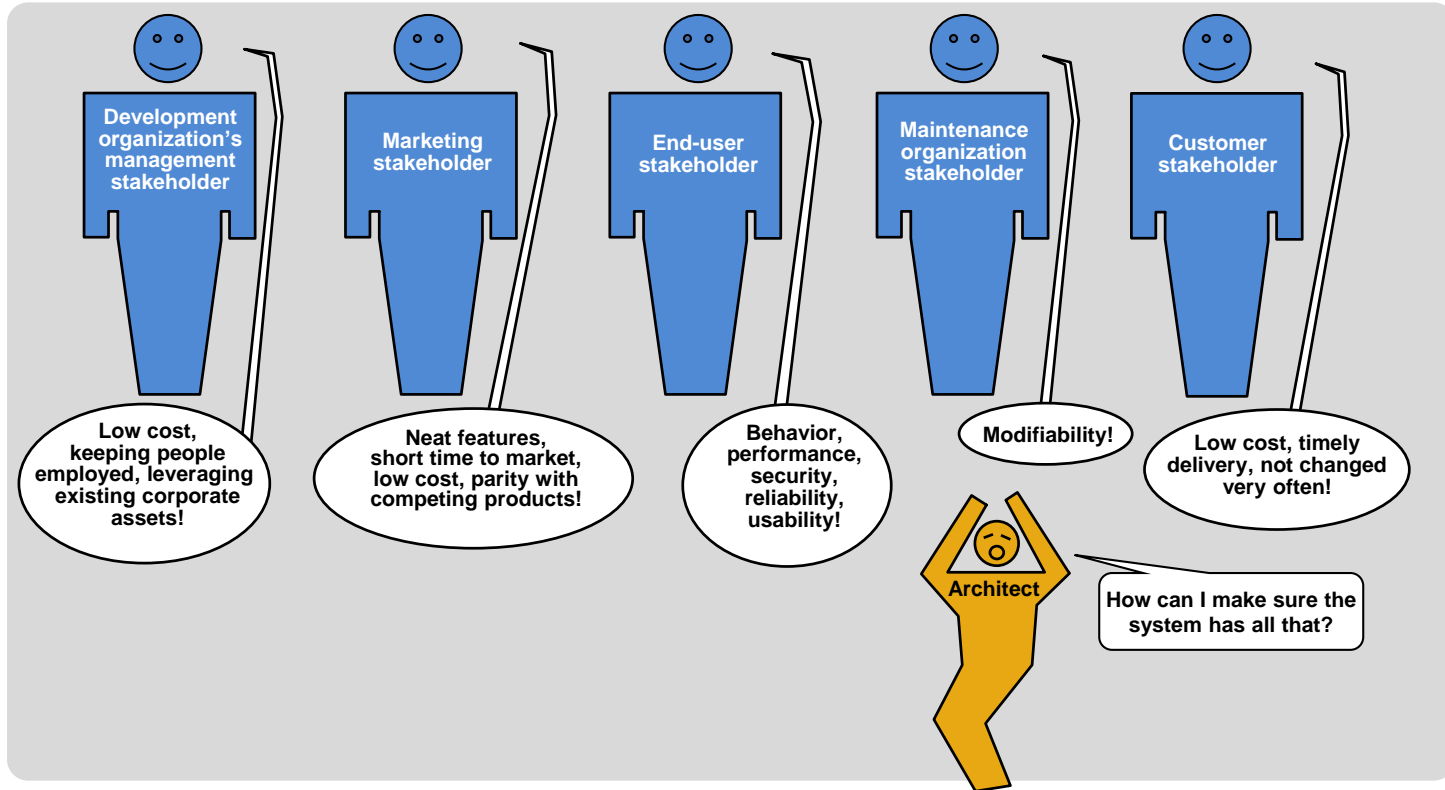 Development
organization’s
management
stakeholder
Marketing
stakeholder
End-user
stakeholder
Maintenance
organization
stakeholder
Customer
stakeholder
Low cost,
keeping people
employed, leveraging
existing corporate
assets!
Neat features,
short time to market,
low cost, parity with
competing products!
Behavior,
performance,
security,
reliability,
usability!
Modifiability!
Low cost, timely
delivery, not changed
very often!
Architect
How can I make sure the
system has all that?